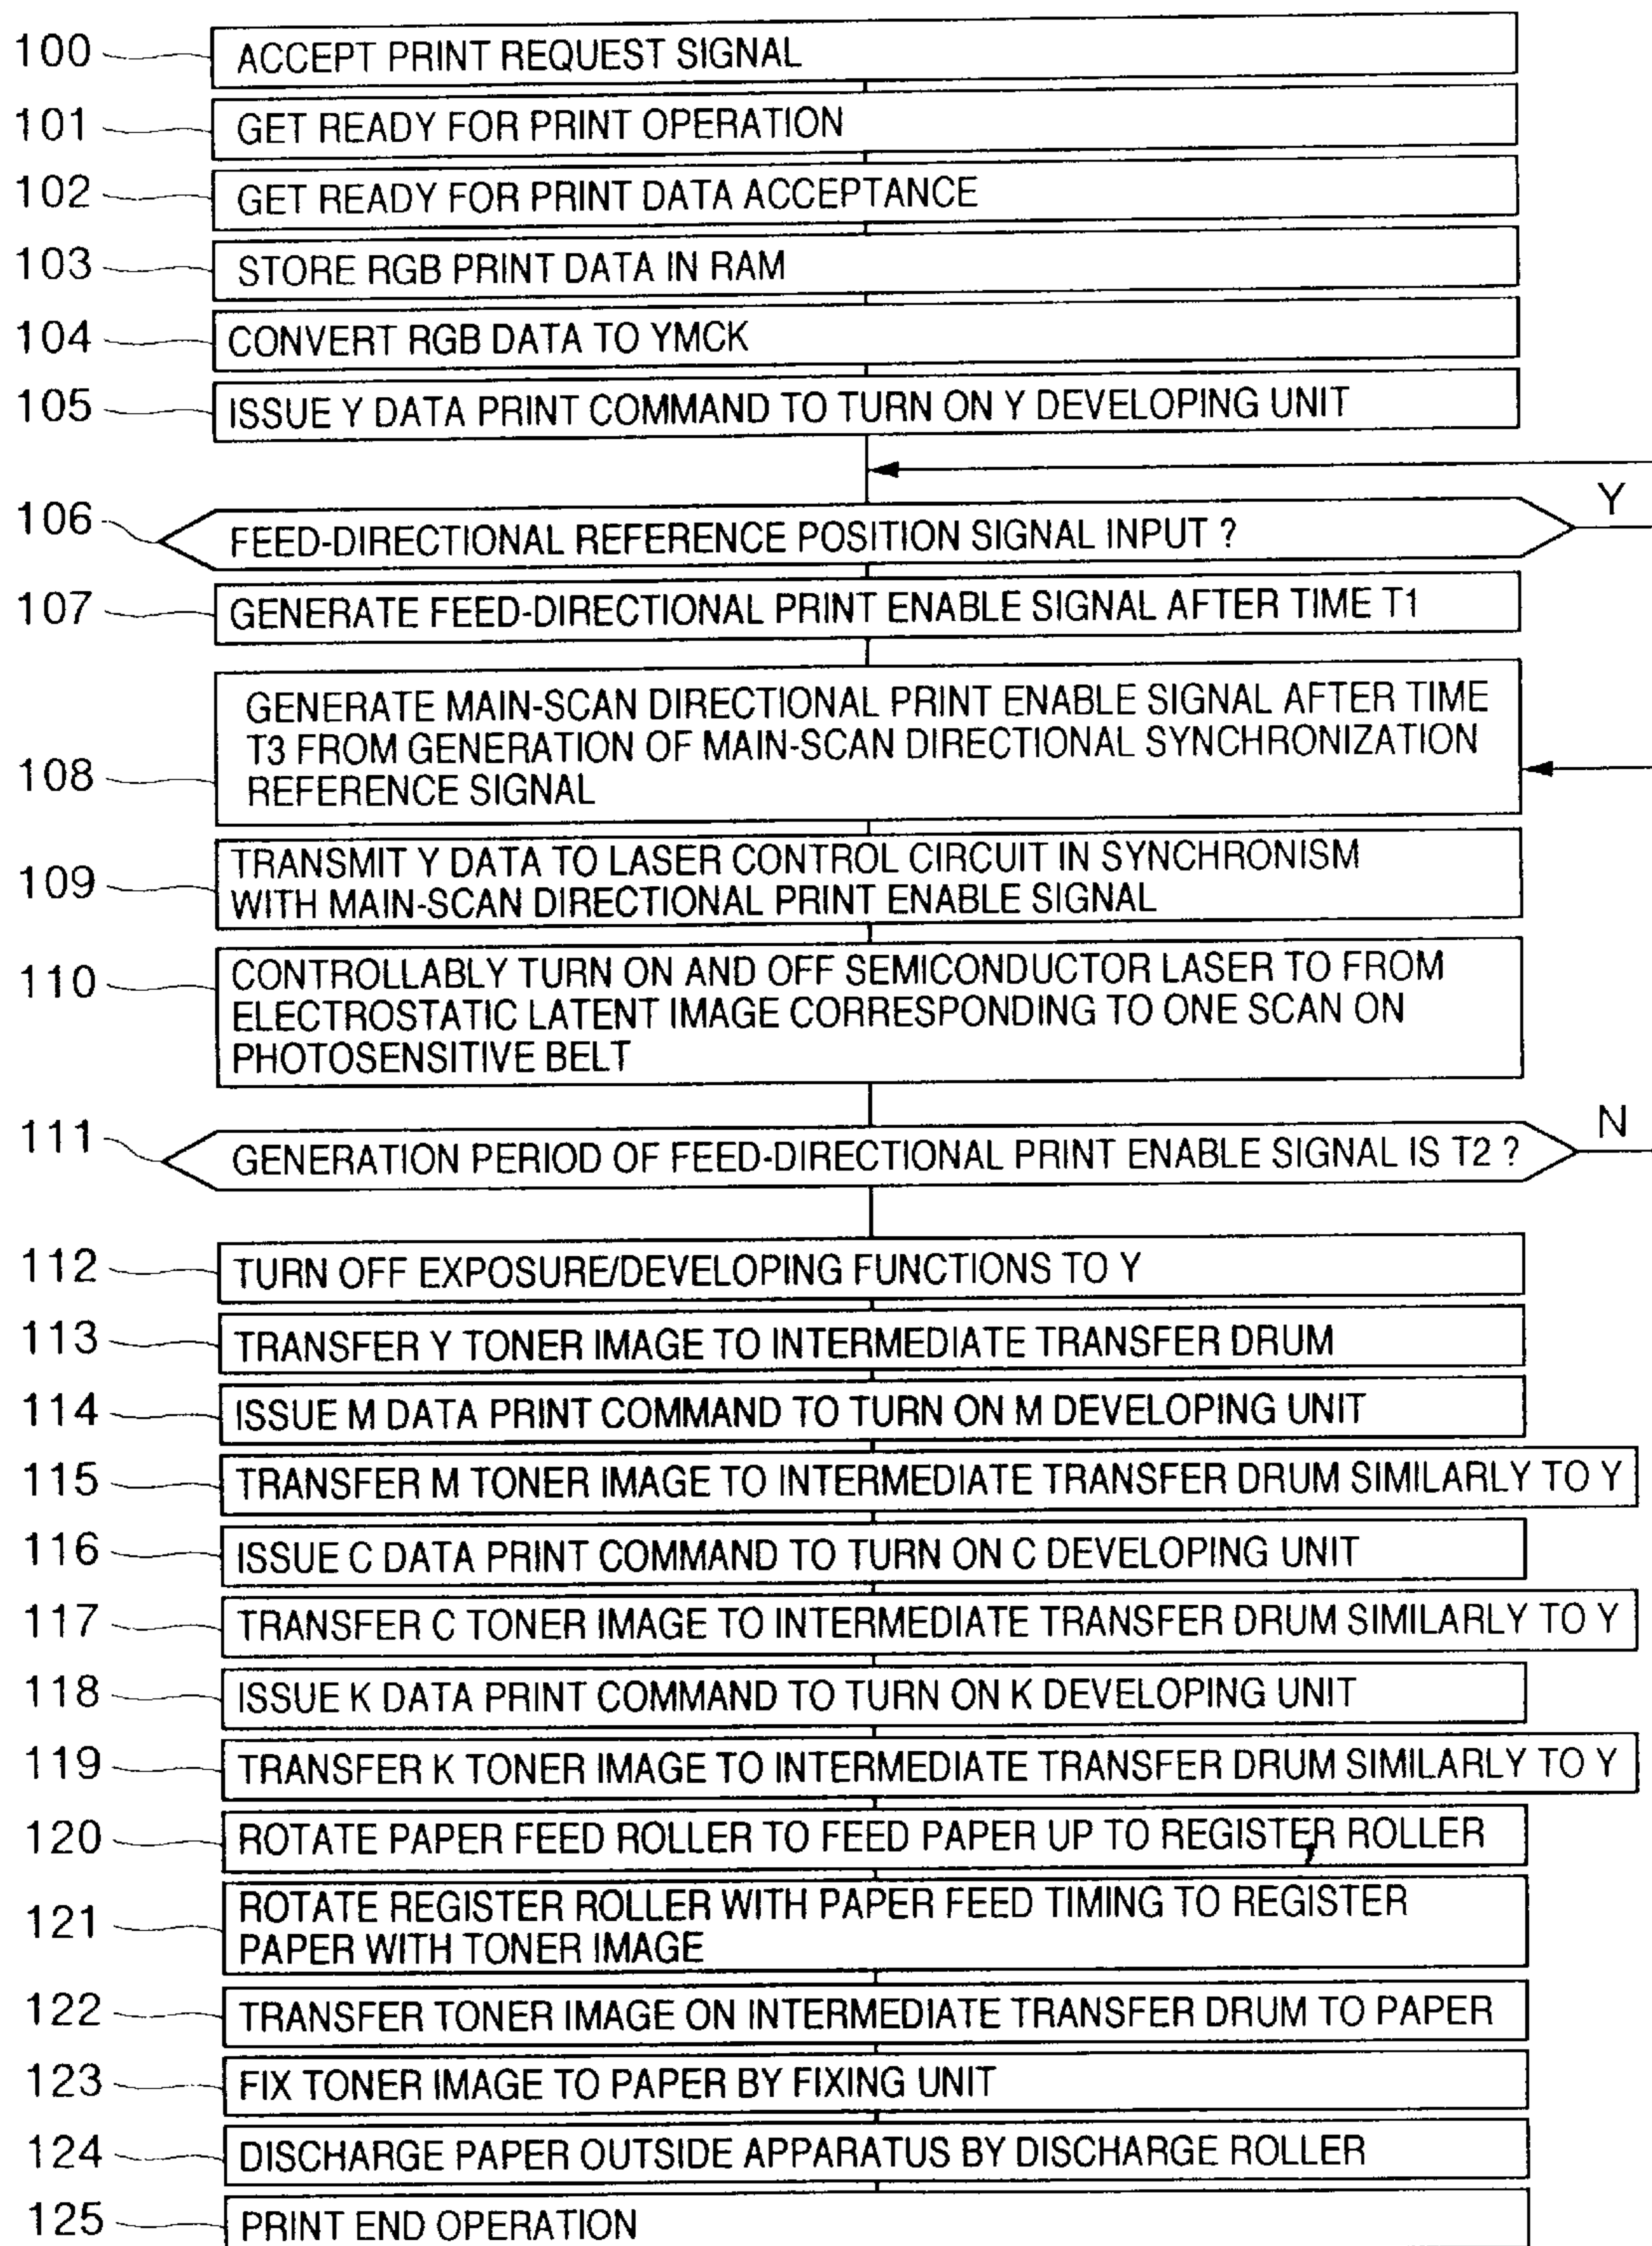 100 ACCEPT PRINT REQUEST SIGNAL
101 GET READY FOR PRINT OPERATION
102 GET READY FOR PRINT DATA ACCEPTANCE
103 STORE RGB PRINT DATA IN RAM
104 CONVERT RGB DATA TO YMCK
105 ISSUE Y DATA PRINT COMMAND TO TURN ON Y DEVELOPING UNIT
Y
106 FEED-DIRECTIONAL REFERENCE POSITION SIGNAL INPUT ?
107 GENERATE FEED-DIRECTIONAL PRINT ENABLE SIGNAL AFTER TIME T1
GENERATE MAIN-SCAN DIRECTIONAL PRINT ENABLE SIGNAL AFTER TIME
T3 FROM GENERATION OF MAIN-SCAN DIRECTIONAL SYNCHRONIZATION
108 REFERENCE SIGNAL
109 TRANSMIT Y DATA TO LASER CONTROL CIRCUIT IN SYNCHRONISM
WITH MAIN-SCAN DIRECTIONAL PRINT ENABLE SIGNAL
110 CONTROLLABLY TURN ON AND OFF SEMICONDUCTOR LASER TO FROM
ELECTROSTATIC LATENT IMAGE CORRESPONDING TO ONE SCAN ON
PHOTOSENSITIVE BELT
N
111 GENERATION PERIOD OF FEED-DIRECTIONAL PRINT ENABLE SIGNAL IS T2 ?
112 TURN OFF EXPOSURE/DEVELOPING FUNCTIONS TO Y
113 TRANSFER Y TONER IMAGE TO INTERMEDIATE TRANSFER DRUM
114 ISSUE M DATA PRINT COMMAND TO TURN ON M DEVELOPING UNIT
115 TRANSFER M TONER IMAGE TO INTERMEDIATE TRANSFER DRUM SIMILARLY TO Y
116 ISSUE C DATA PRINT COMMAND TO TURN ON C DEVELOPING UNIT
117 TRANSFER C TONER IMAGE TO INTERMEDIATE TRANSFER DRUM SIMILARLY TO Y
118 ISSUE K DATA PRINT COMMAND TO TURN ON K DEVELOPING UNIT
119 TRANSFER K TONER IMAGE TO INTERMEDIATE TRANSFER DRUM SIMILARLY TO Y
120 ROTATE PAPER FEED ROLLER TO FEED PAPER UP TO REGISTER ROLLER
121 ROTATE REGISTER ROLLER WITH PAPER FEED TIMING TO REGISTER
PAPER WITH TONER IMAGE
122 TRANSFER TONER IMAGE ON INTERMEDIATE TRANSFER DRUM TO PAPER
123 FIX TONER IMAGE TO PAPER BY FIXING UNIT
124 DISCHARGE PAPER OUTSIDE APPARATUS BY DISCHARGE ROLLER
125 PRINT END OPERATION